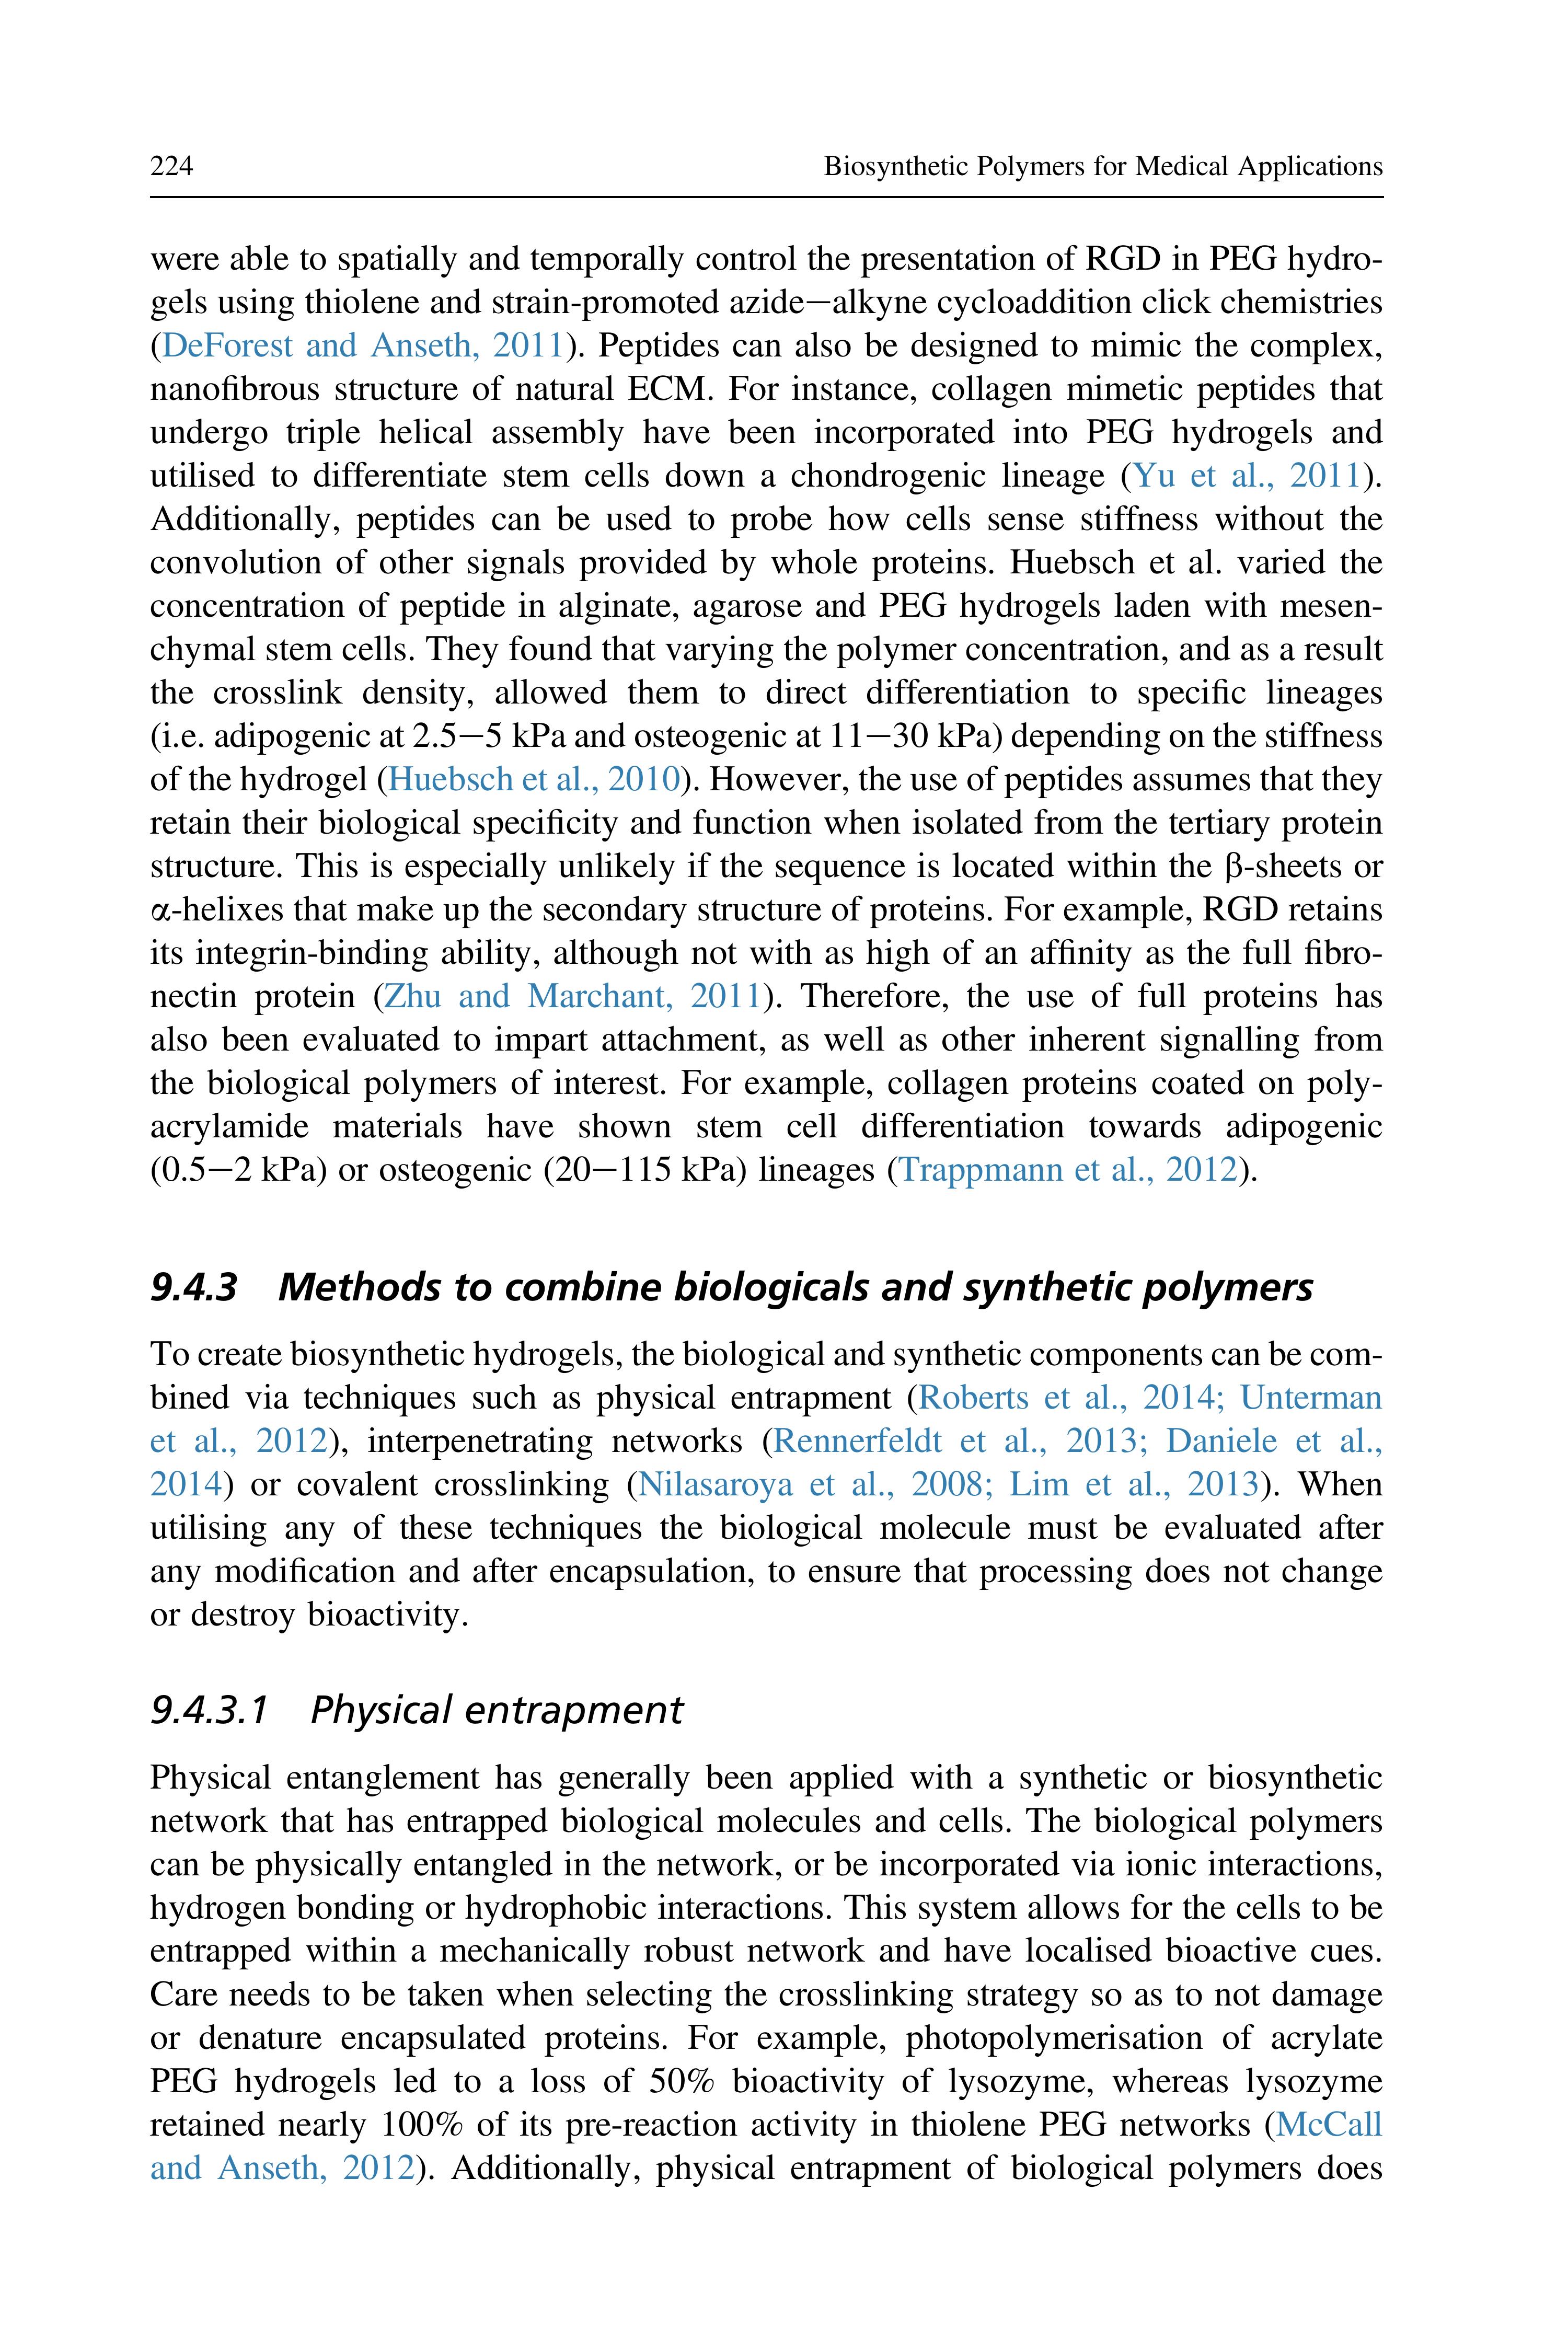 224
Biosynthetic Polymers for Medical Applications
were able to spatially and temporally control the presentation of RGD in PEG hydro-
gels using thiolene and strain-promoted azide—alkyne cycloaddition click chemistries
(DeForest and Anseth, 2011). Peptides can also be designed to mimic the complex,
nanofibrous structure of natural ECM. For instance, collagen mimetic peptides that
undergo triple helical assembly have been incorporated into PEG hydrogels and
utilised to differentiate stem cells down a chondrogenic lineage (Yu et al., 2011).
Additionally, peptides can be used to probe how cells sense stiffness without the
convolution of other signals provided by whole proteins. Huebsch et al. varied the
concentration of peptide in alginate, agarose and PEG hydrogels laden with mesen-
chymal stem cells. They found that varying the polymer concentration, and as a result
the crosslink density, allowed them to direct differentiation to specific lineages
(i.e. adipogenic at 2.5—5 kPa and osteogenic at 11—30 kPa) depending on the stiffness
of the hydrogel (Huebsch et al., 2010). However, the use of peptides assumes that they
retain their biological specificity and function when isolated from the tertiary protein
structure. This is especially unlikely if the sequence is located within the β-sheets or
α-helixes that make up the secondary structure of proteins. For example, RGD retains
its integrin-binding ability, although not with as high of an affinity as the full fibro-
nectin protein (Zhu and Marchant, 2011). Therefore, the use of full proteins has
also been evaluated to impart attachment, as well as other inherent signalling from
the biological polymers of interest. For example, collagen proteins coated on poly-
acrylamide materials have shown stem cell differentiation towards adipogenic
(0.5—2 kPa) or osteogenic (20—115 kPa) lineages (Trappmann et al., 2012).
9.4.3 Methods to combine biologicals and synthetic polymers
To create biosynthetic hydrogels, the biological and synthetic components can be com-
bined via techniques such as physical entrapment (Roberts et al., 2014; Unterman
et al., 2012), interpenetrating networks (Rennerfeldt et al., 2013; Daniele et al.,
2014) or covalent crosslinking (Nilasaroya et al., 2008; Lim et al., 2013). When
utilising any of these techniques the biological molecule must be evaluated after
any modification and after encapsulation, to ensure that processing does not change
or destroy bioactivity.
9.4.3.1 Physical entrapment
Physical entanglement has generally been applied with a synthetic or biosynthetic
network that has entrapped biological molecules and cells. The biological polymers
can be physically entangled in the network, or be incorporated via ionic interactions,
hydrogen bonding or hydrophobic interactions. This system allows for the cells to be
entrapped within a mechanically robust network and have localised bioactive cues.
Care needs to be taken when selecting the crosslinking strategy so as to not damage
or denature encapsulated proteins. For example, photopolymerisation of acrylate
PEG hydrogels led to a loss of 50% bioactivity of lysozyme, whereas lysozyme
retained nearly 100% of its pre-reaction activity in thiolene PEG networks (McCall
and Anseth, 2012). Additionally, physical entrapment of biological polymers does